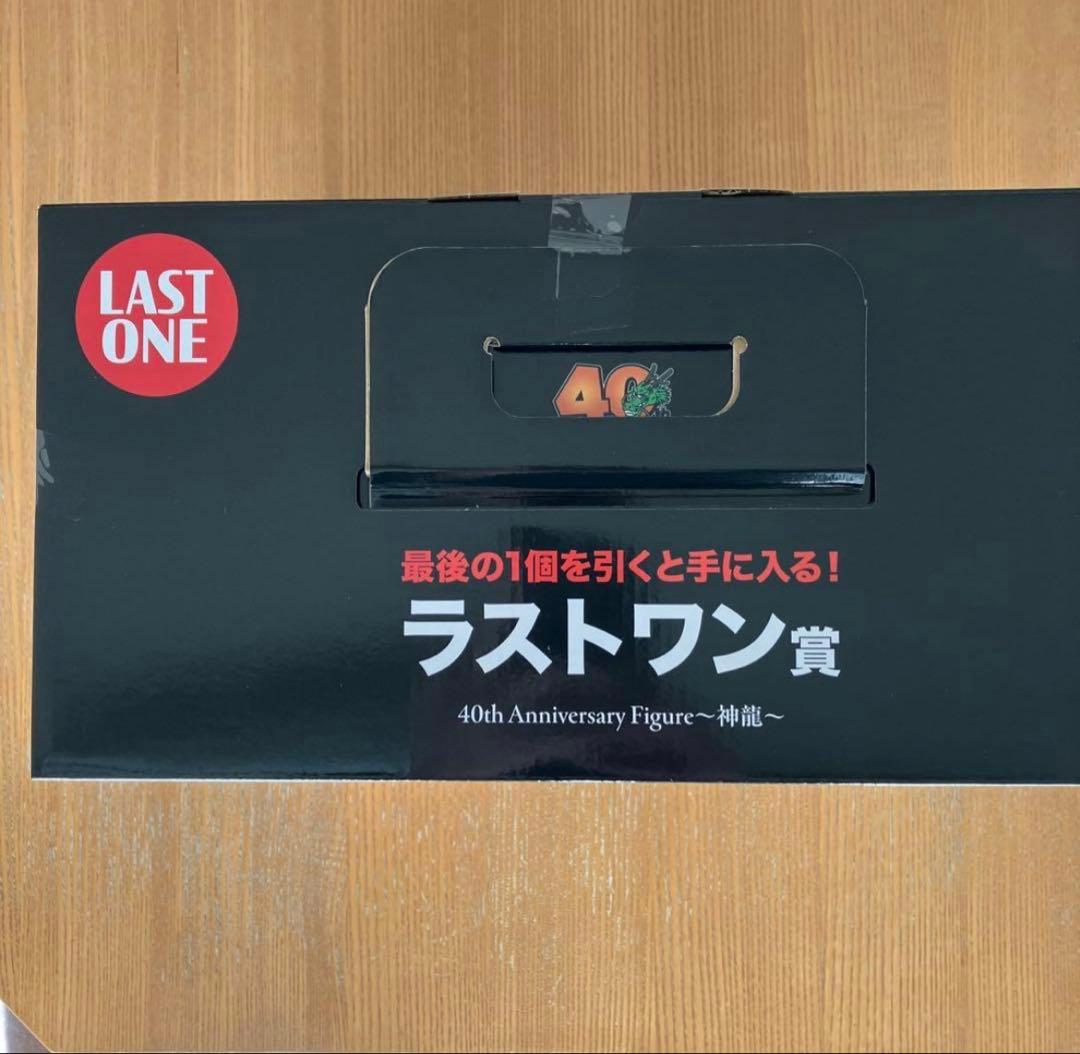 LAST
ONE
40
最後の1個を引くと手に入る!
ラストワン賞
40th Anniversary Figure～神龍～